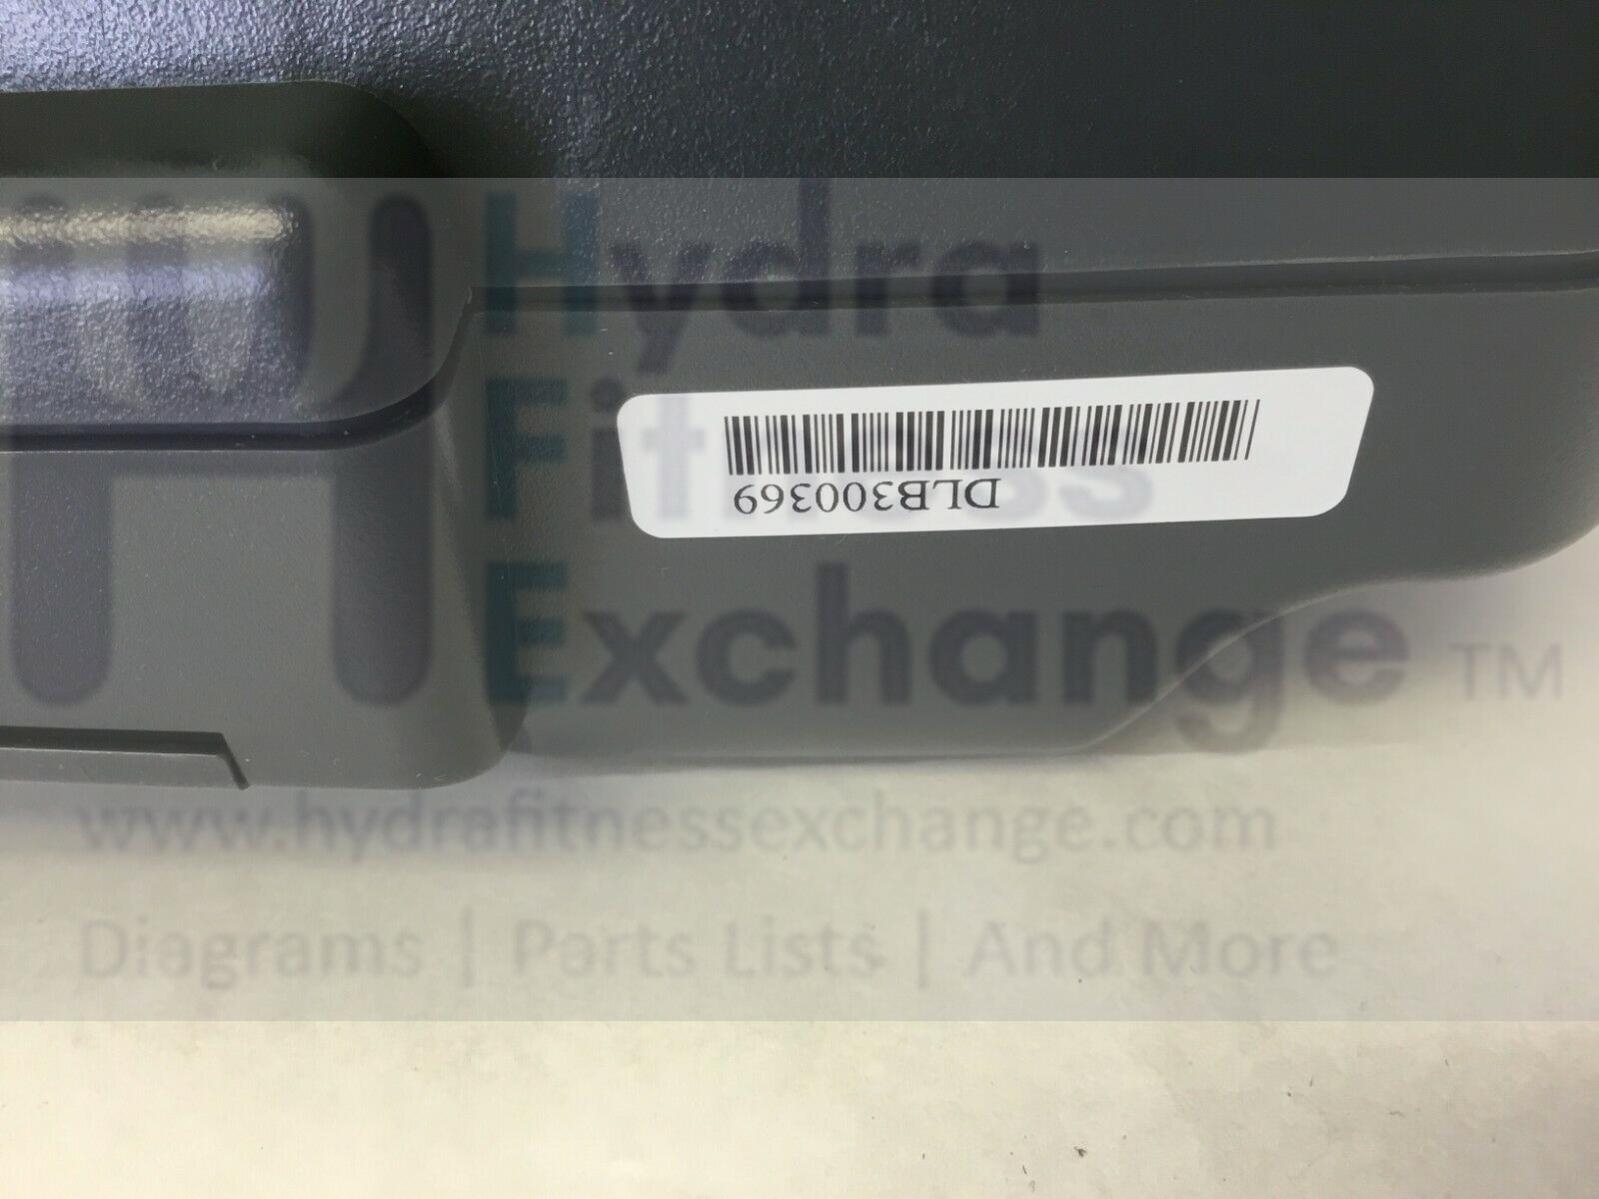 Hydra
Fitness
DLB300369
Exchange™
www.hydrafitnessexchange.com
Diagrams | Parts Lists | And More